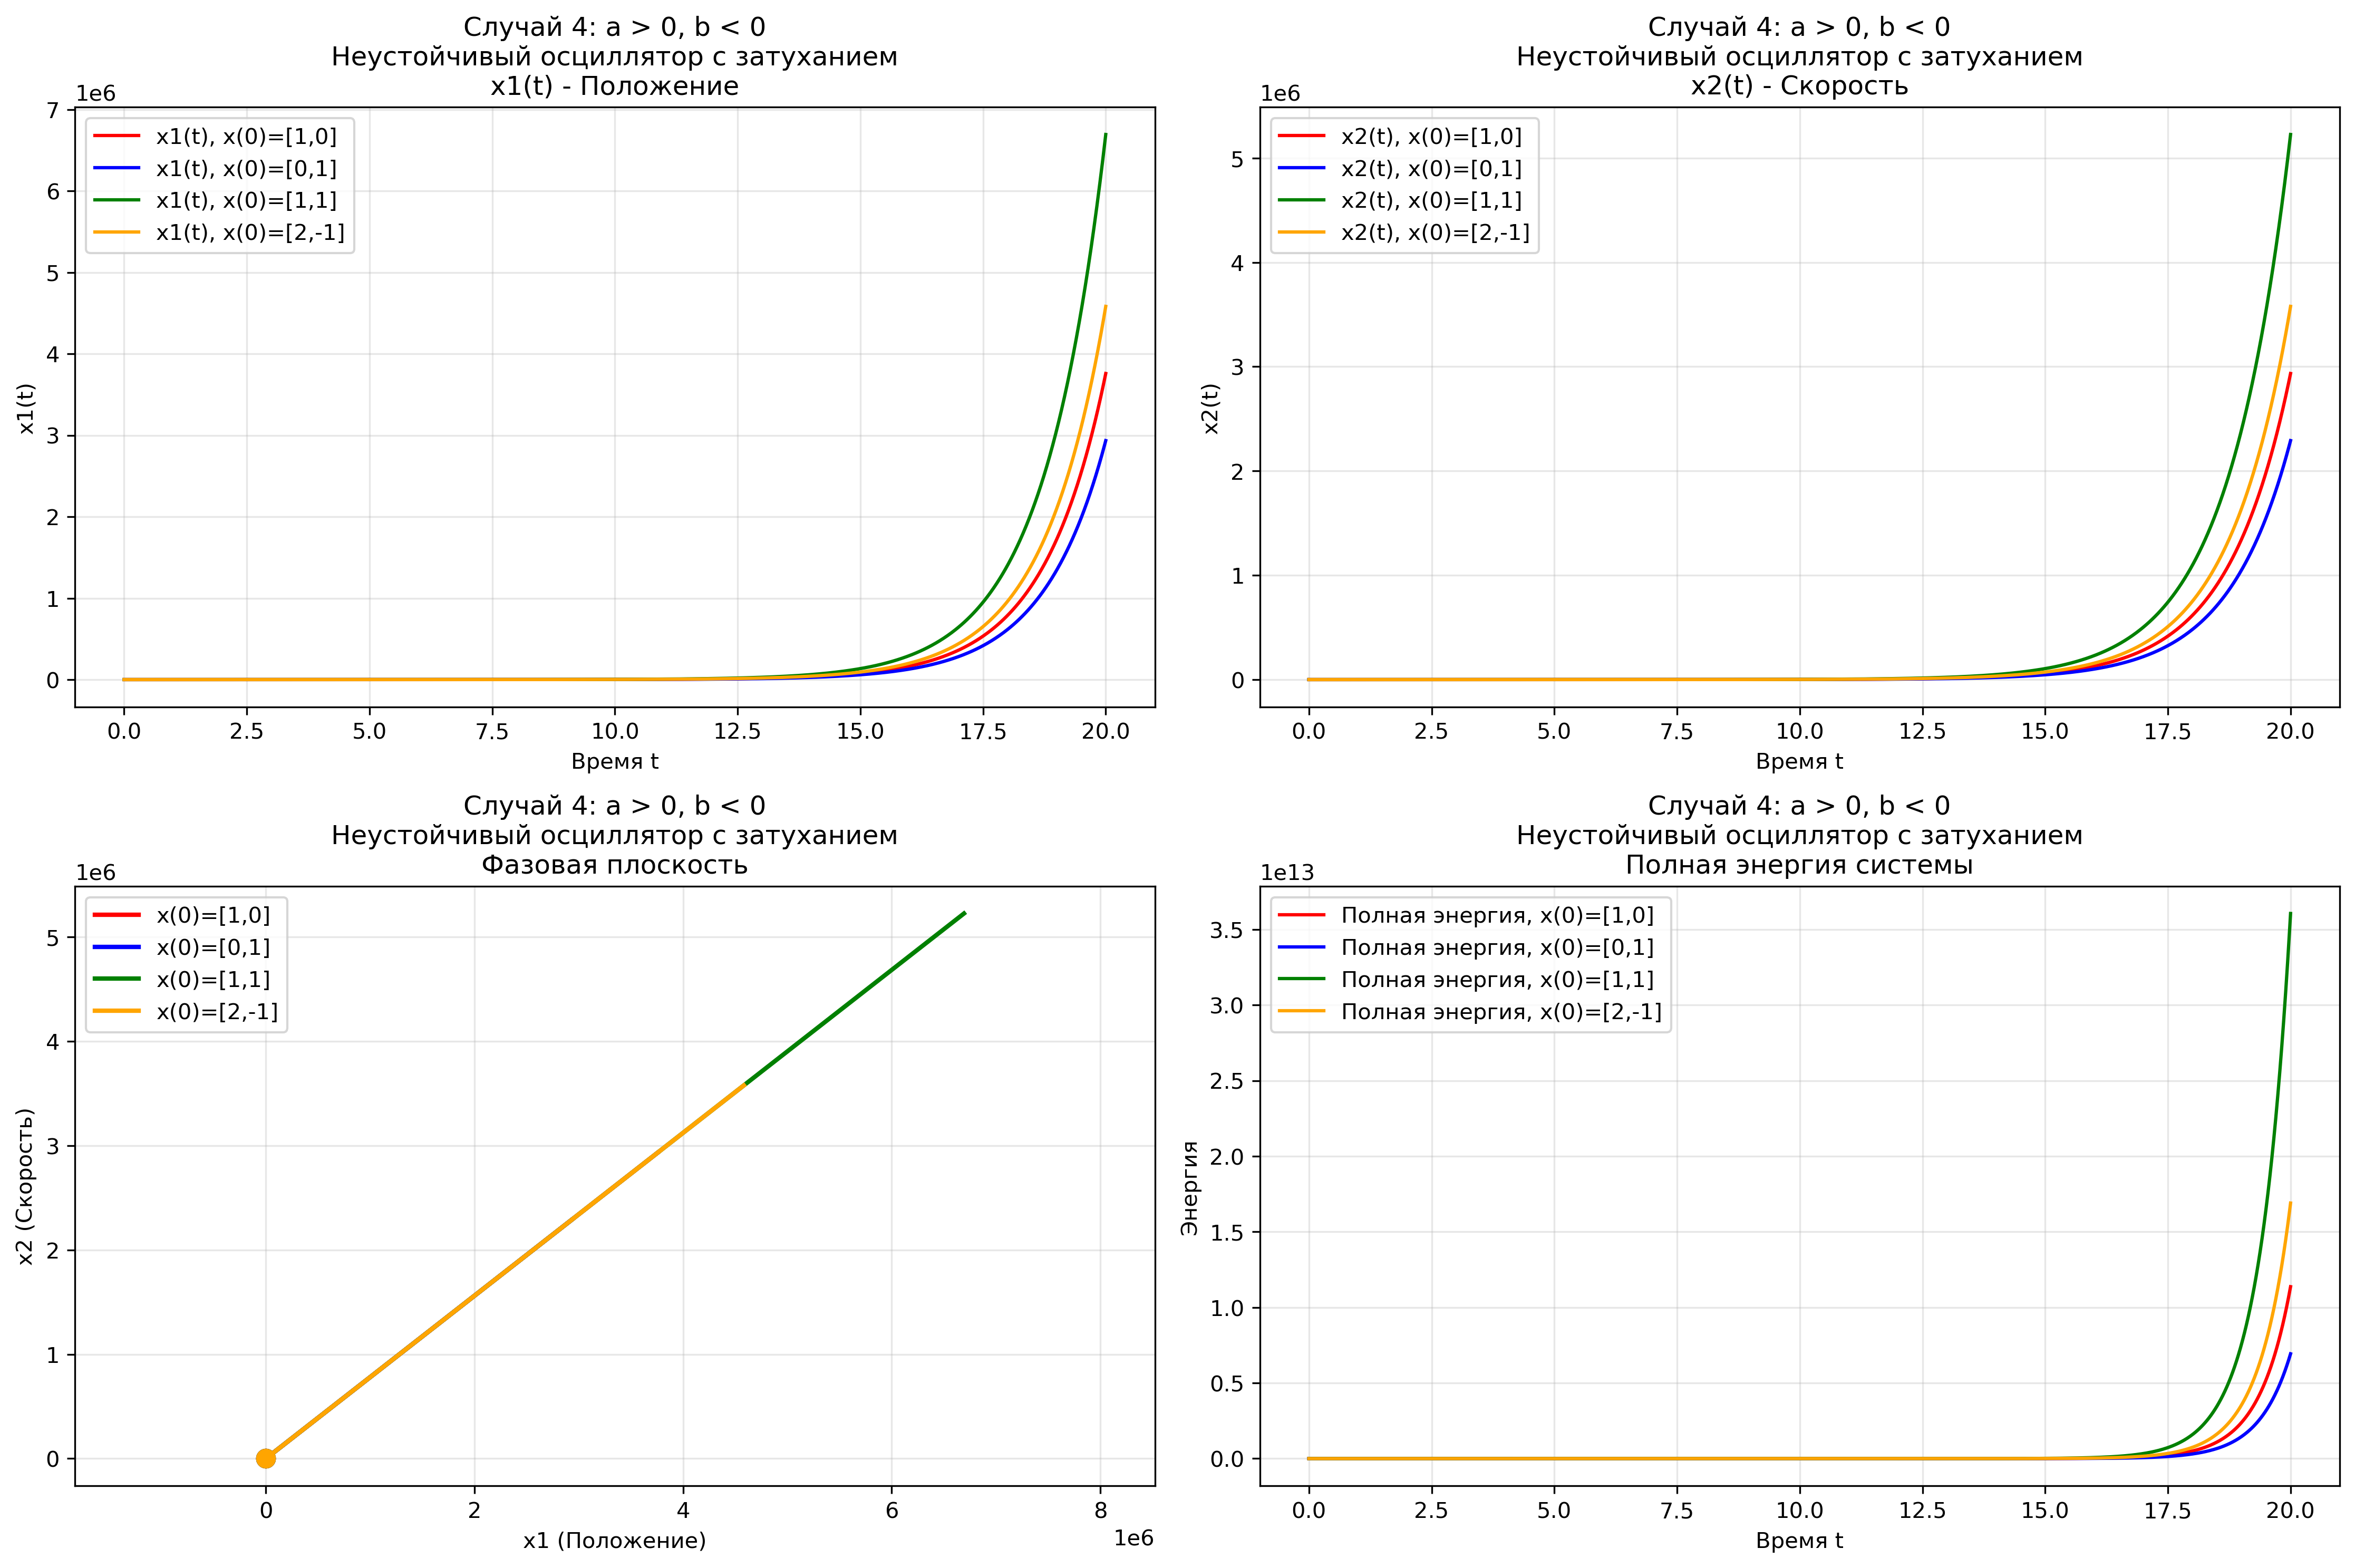 Случай 4: a > 0, b < 0
Неустойчивый осциллятор с затуханием
x1(t) - Положение
1e6
7
6
5
4
3
2
1
0
x1(t)
x1(t), x(0)=[1,0]
x1(t), x(0)=[0,1]
x1(t), x(0)=[1,1]
x1(t), x(0)=[2,-1]
0.0 2.5 5.0 7.5 10.0 12.5 15.0 17.5 20.0
Время t
Случай 4: a > 0, b < 0
Неустойчивый осциллятор с затуханием
x2(t) - Скорость
1e6
5
4
3
2
1
0
x2(t)
x2(t), x(0)=[1,0]
x2(t), x(0)=[0,1]
x2(t), x(0)=[1,1]
x2(t), x(0)=[2,-1]
0.0 2.5 5.0 7.5 10.0 12.5 15.0 17.5 20.0
Время t
Случай 4: a > 0, b < 0
Неустойчивый осциллятор с затуханием
Фазовая плоскость
1e6
5
4
3
2
1
0
x2 (Скорость)
x(0)=[1,0]
x(0)=[0,1]
x(0)=[1,1]
x(0)=[2,-1]
0 2 4 6 8
1e6
x1 (Положение)
Случай 4: a > 0, b < 0
Неустойчивый осциллятор с затуханием
Полная энергия системы
1e13
3.5
3.0
2.5
2.0
1.5
1.0
0.5
0.0
Энергия
Полная энергия, x(0)=[1,0]
Полная энергия, x(0)=[0,1]
Полная энергия, x(0)=[1,1]
Полная энергия, x(0)=[2,-1]
0.0 2.5 5.0 7.5 10.0 12.5 15.0 17.5 20.0
Время t